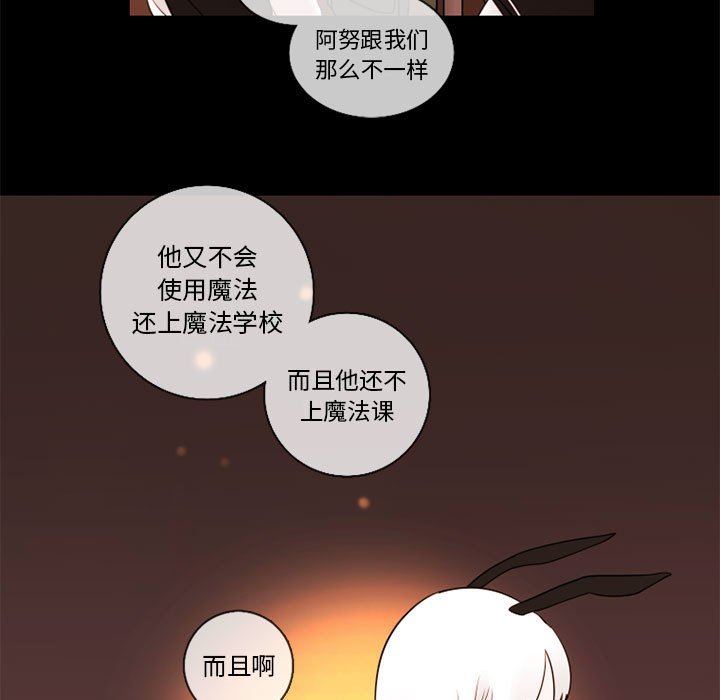 阿努跟我们
那么不一样
他又不会
使用魔法
还上魔法学校
而且他还不
上魔法课
而且啊